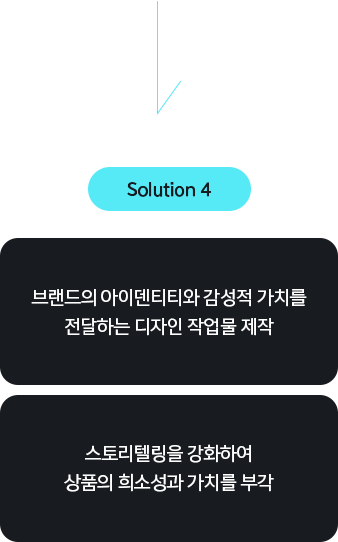 Solution 4
브랜드의 아이덴티티와 감성적 가치를
전달하는 디자인 작업물 제작
스토리텔링을 강화하여
상품의 희소성과 가치를 부각